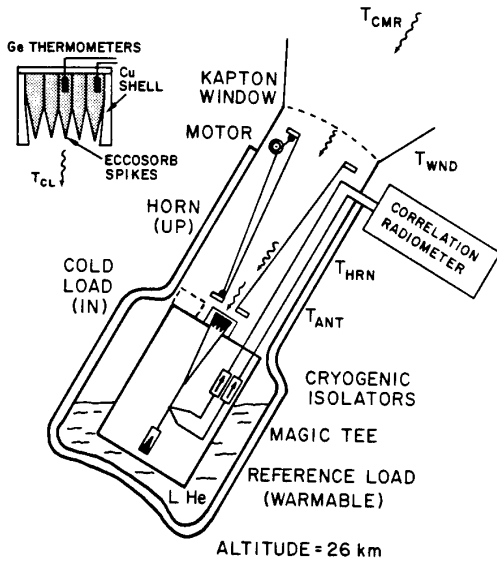 Ge THERMOMETERS
Cu
SHELL
ECCOSORB
SPIKES
T_CL
T_CMR
KAPTON
WINDOW
MOTOR
T_WND
HORN
(UP)
CORRELATION
RADIOMETER
COLD
LOAD
(IN)
T_HRN
T_ANT
CRYOGENIC
ISOLATORS
MAGIC TEE
REFERENCE LOAD
(WARMABLE)
L He
ALTITUDE = 26 km